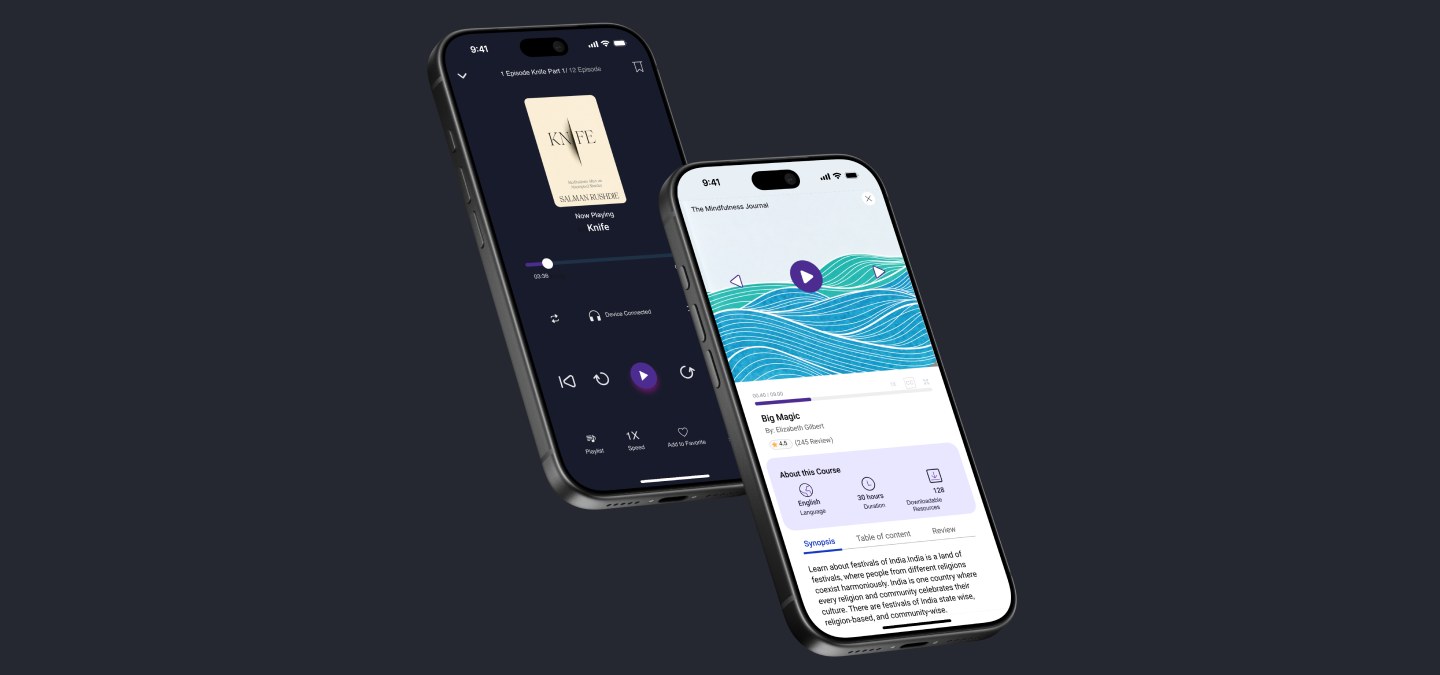 9:41
1 Episode Knife Part 1/ 12 Episode
KNIFE
SALMAN RUSHDIE
Now Playing
Knife
03:36
Device Connected
Playlist
1X
Speed
Add to Favorite
9:41
The Mindfulness Journal
Big Magic
By: Elizabeth Gilbert
4.5 (245 Review)
About this Course
English
Language
30 hours
Duration
128
Downloadable
Resources
Synopsis
Table of content
Review
Learn about festivals of India.India is a land of
festivals, where people from different religions
coexist harmoniously. India is one country where
every religion and community celebrates their
culture. There are festivals of India state wise,
religion-based, and community-wise.